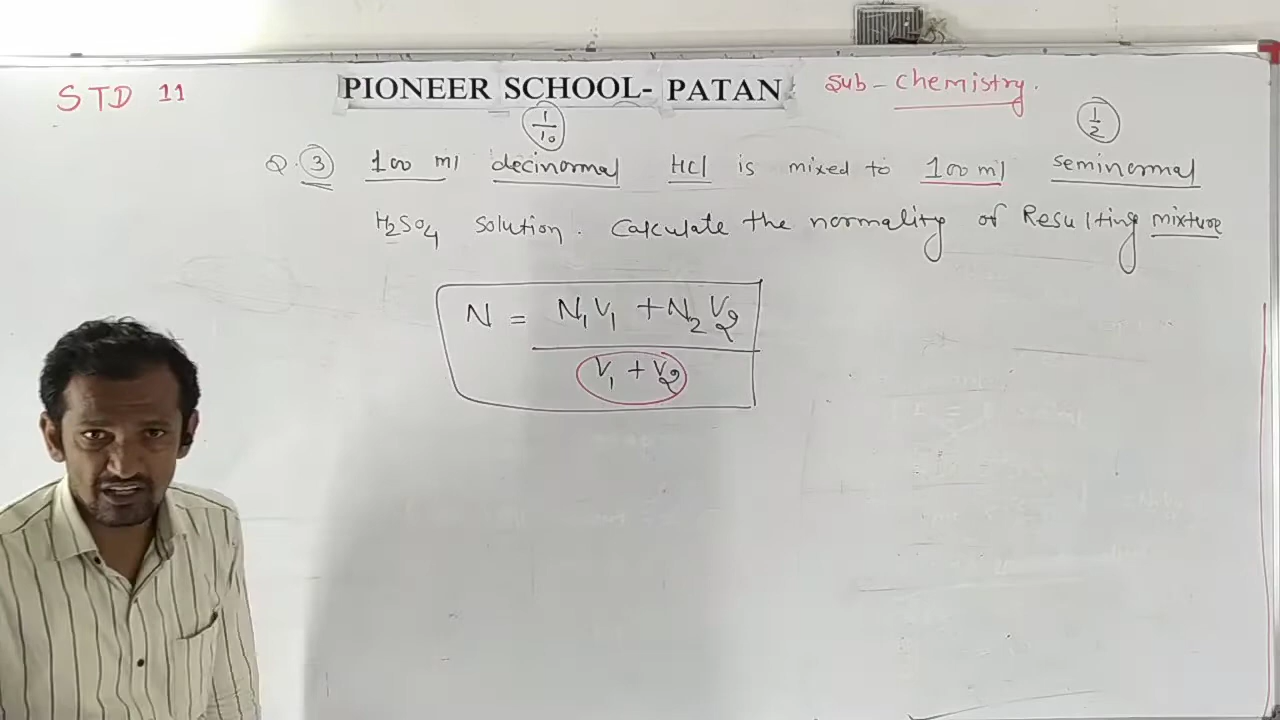 STD 11 PIONEER SCHOOL- PATAN Sub - Chemistry.
1/10 1/2
Q. 3 100 ml decinormal HCl is mixed to 100 ml seminormal
H2SO4 solution. Calculate the normality of Resulting mixture
N = N1V1 + N2V2
V1 + V2